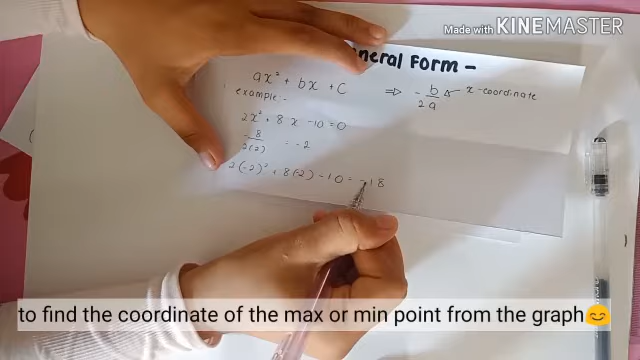 Made with KINEMASTER
General Form -
ax² + bx + c ⇒ - b/2a ← x-coordinate
example:-
2x² + 8x - 10 = 0
-8/2(2) = -2
2(-2)² + 8(-2) - 10 = -18
to find the coordinate of the max or min point from the graph😊